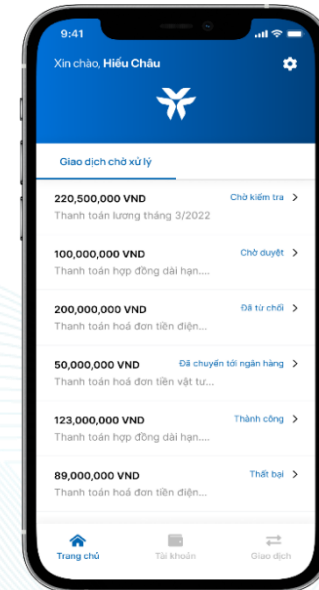 9:41
Xin chào, Hiếu Châu
Giao dịch chờ xử lý
220,500,000 VND Chờ kiểm tra
Thanh toán lương tháng 3/2022
100,000,000 VND Chờ duyệt
Thanh toán hợp đồng dài hạn....
200,000,000 VND Đã từ chối
Thanh toán hoá đơn tiền điện...
50,000,000 VND Đã chuyển tới ngân hàng
Thanh toán hoá đơn tiền vật tư...
123,000,000 VND Thành công
Thanh toán hợp đồng dài hạn....
89,000,000 VND Thất bại
Thanh toán hoá đơn tiền điện...
Trang chủ Tài khoản Giao dịch